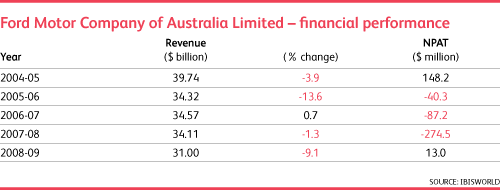 Ford Motor Company of Australia Limited – financial performance
Revenue NPAT
Year ($ billion) (% change) ($ million)
2004-05 39.74 -3.9 148.2
2005-06 34.32 -13.6 -40.3
2006-07 34.57 0.7 -87.2
2007-08 34.11 -1.3 -274.5
2008-09 31.00 -9.1 13.0
SOURCE: IBISWORLD